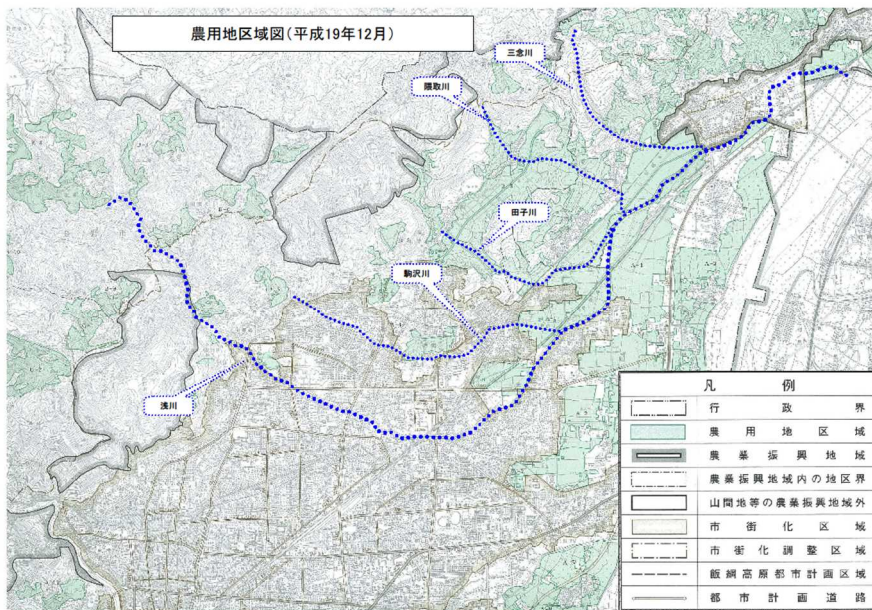 農用地区域図(平成19年12月)
三念川
隈取川
田子川
駒沢川
浅川
凡例
行政界
農用地区域
農業振興地域
農業振興地域内の地区界
山間地等の農業振興地域外
市街化区域
市街化調整区域
飯綱高原都市計画区域
都市計画道路